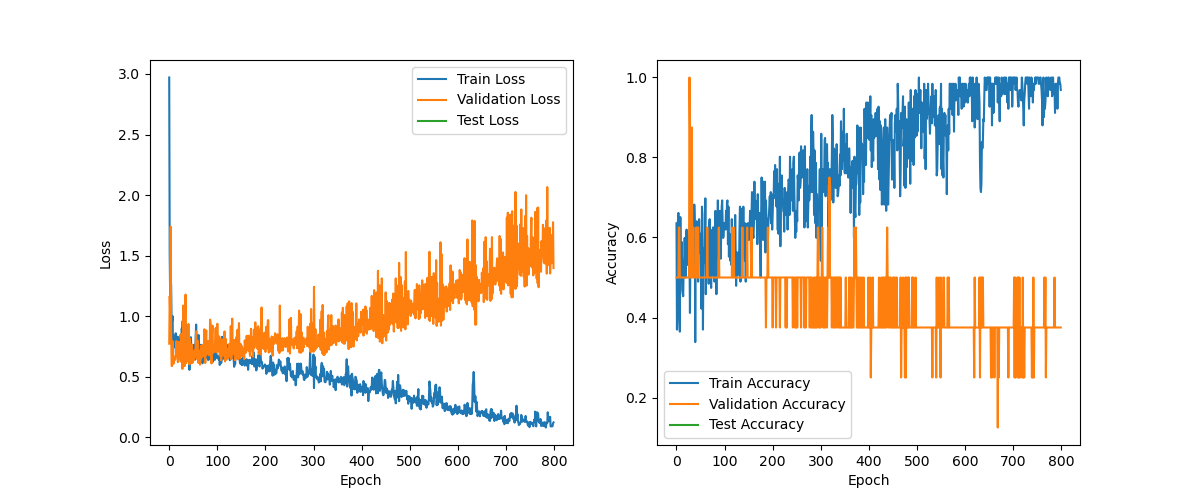 3.0
2.5
2.0
1.5
1.0
0.5
0.0
Loss
0 100 200 300 400 500 600 700 800
Epoch
Train Loss
Validation Loss
Test Loss
1.0
0.8
0.6
0.4
0.2
Accuracy
0 100 200 300 400 500 600 700 800
Epoch
Train Accuracy
Validation Accuracy
Test Accuracy